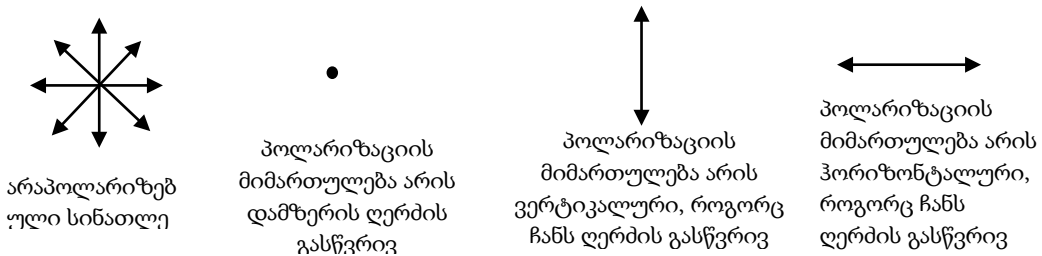 არაპოლარიზებ
ული სინათლე
პოლარიზაციის
მიმართულება არის
დამზერის ღერძის
გასწვრივ
პოლარიზაციის
მიმართულება არის
ვერტიკალური, როგორც
ჩანს ღერძის გასწვრივ
პოლარიზაციის
მიმართულება არის
ჰორიზონტალური,
როგორც ჩანს
ღერძის გასწვრივ